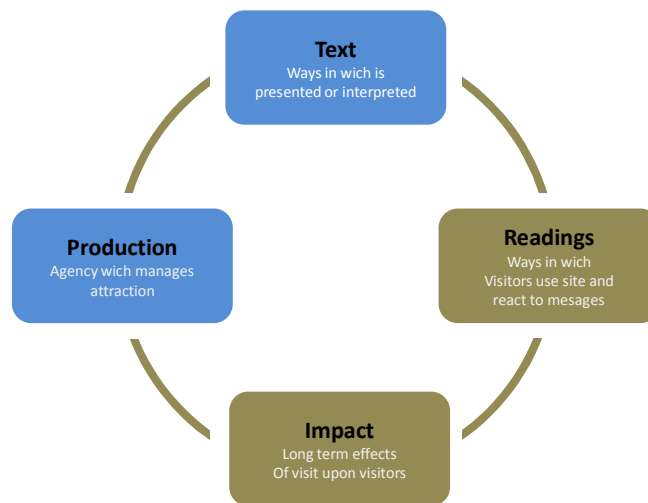 Text
Ways in wich is
presented or interpreted
Production
Agency wich manages
attraction
Readings
Ways in wich
Visitors use site and
react to mesages
Impact
Long term effects
Of visit upon visitors